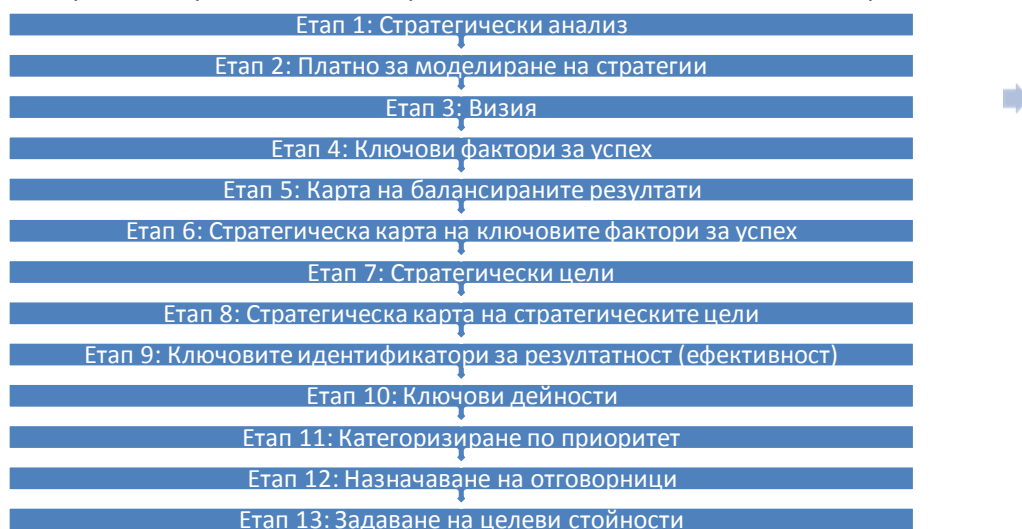 Етап 1: Стратегически анализ
Етап 2: Платно за моделиране на стратегии
Етап 3: Визия
Етап 4: Ключови фактори за успех
Етап 5: Карта на балансираните резултати
Етап 6: Стратегическа карта на ключовите фактори за успех
Етап 7: Стратегически цели
Етап 8: Стратегическа карта на стратегическите цели
Етап 9: Ключовите идентификатори за резултатност (ефективност)
Етап 10: Ключови дейности
Етап 11: Категоризиране по приоритет
Етап 12: Назначаване на отговорници
Етап 13: Задаване на целеви стойности